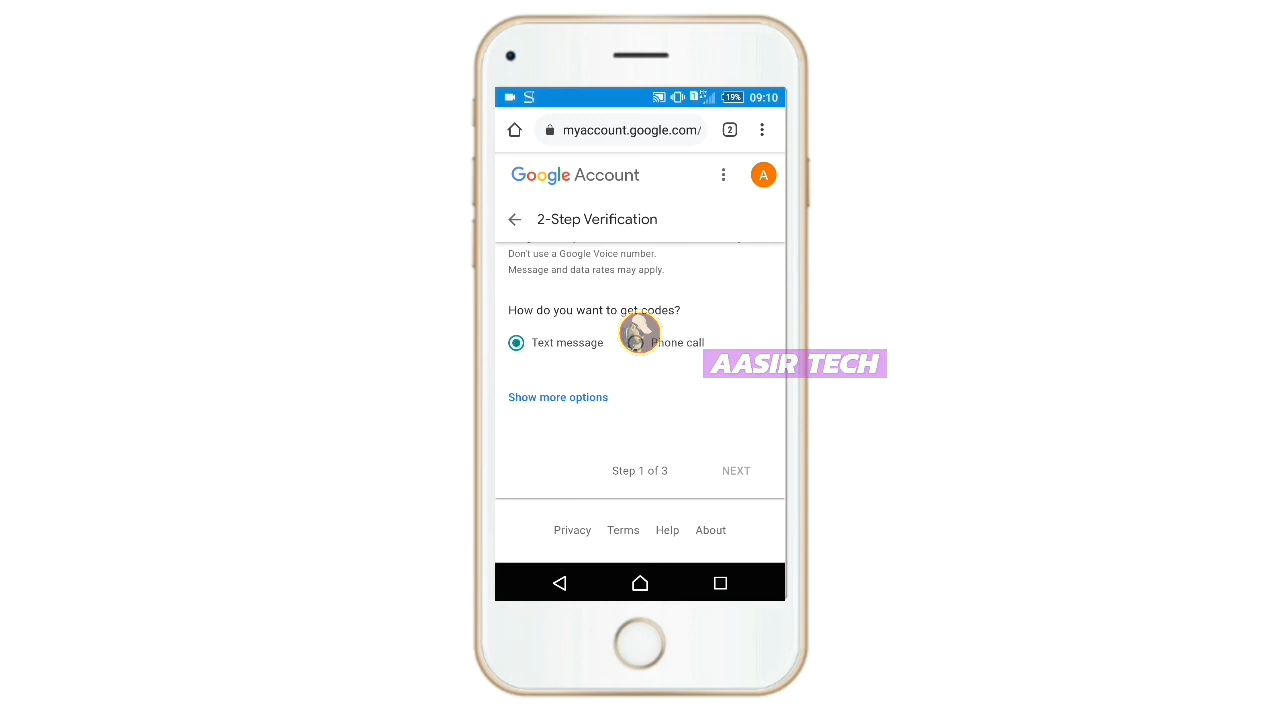 19% 09:10
myaccount.google.com/ 2
Google Account A
2-Step Verification
Don't use a Google Voice number.
Message and data rates may apply.
How do you want to get codes?
Text message Phone call
AASIR TECH
Show more options
Step 1 of 3 NEXT
Privacy Terms Help About